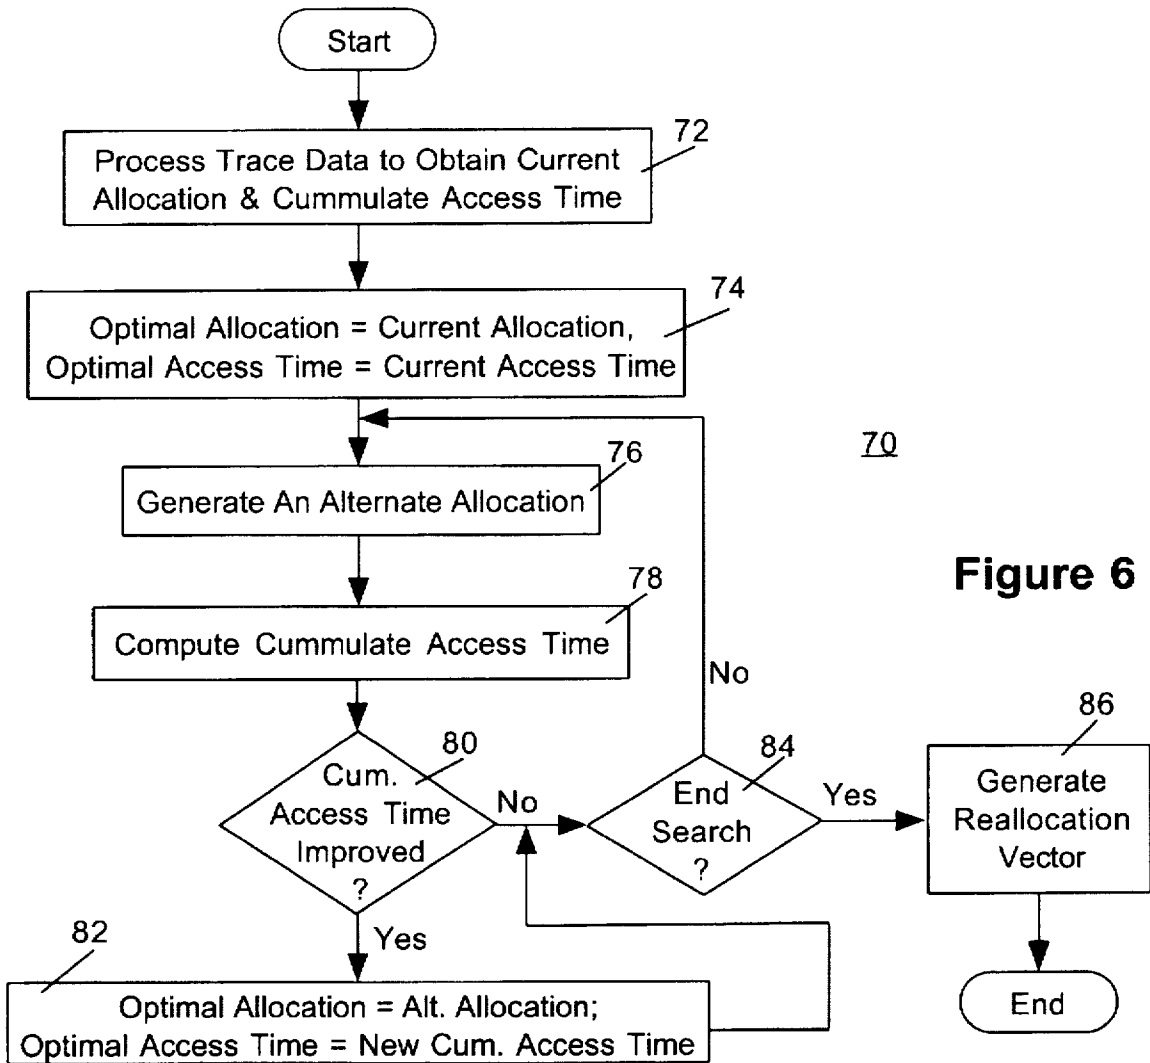 Start
72
Process Trace Data to Obtain Current
Allocation & Cummulate Access Time
74
Optimal Allocation = Current Allocation,
Optimal Access Time = Current Access Time
70
76
Generate An Alternate Allocation
Figure 6
78
Compute Cummulate Access Time
No
80
Cum.
Access Time
Improved
?
No
84
End
Search
?
Yes
86
Generate
Reallocation
Vector
Yes
82
Optimal Allocation = Alt. Allocation;
Optimal Access Time = New Cum. Access Time
End